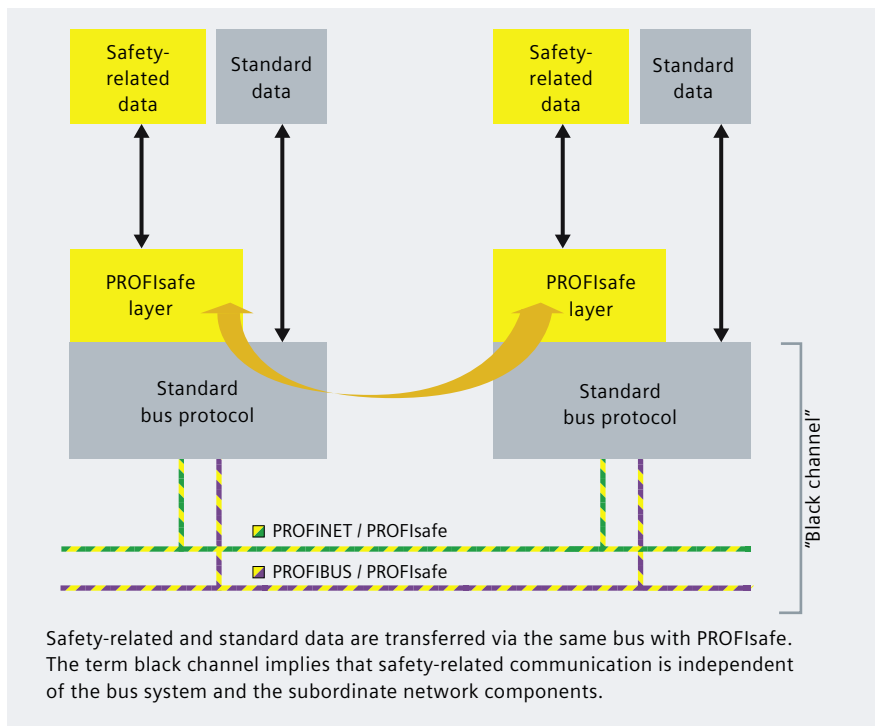 Safety-
related
data
Standard
data
Safety-
related
data
Standard
data
PROFIsafe
layer
PROFIsafe
layer
Standard
bus protocol
Standard
bus protocol
"Black channel"
PROFINET / PROFIsafe
PROFIBUS / PROFIsafe
Safety-related and standard data are transferred via the same bus with PROFIsafe.
The term black channel implies that safety-related communication is independent
of the bus system and the subordinate network components.